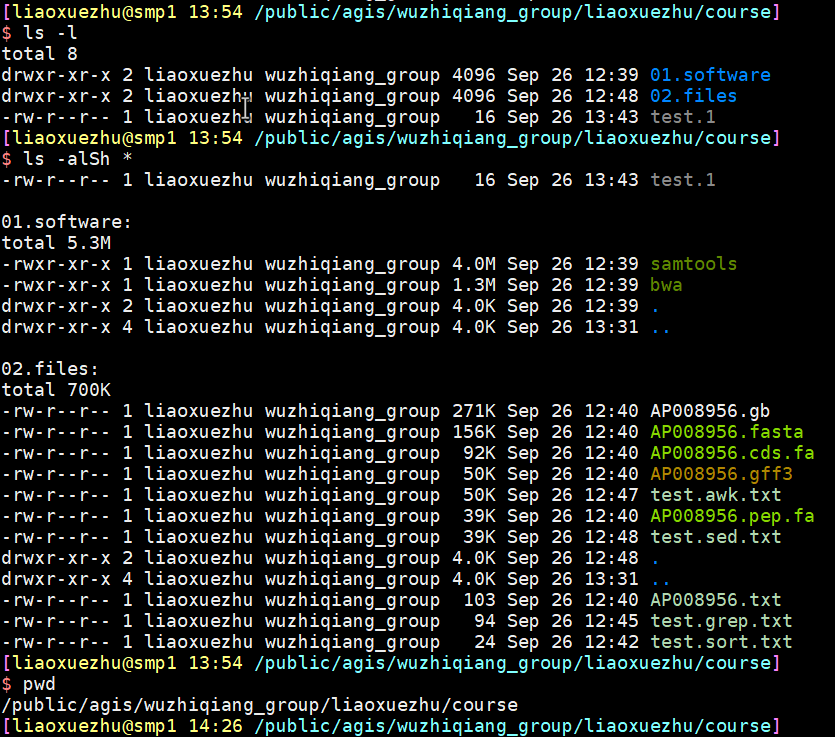 [liaoxuezhu@smp1 13:54 /public/agis/wuzhiqiang_group/liaoxuezhu/course]
$ ls -l
total 8
drwxr-xr-x 2 liaoxuezhu wuzhiqiang_group 4096 Sep 26 12:39 01.software
drwxr-xr-x 2 liaoxuezhu wuzhiqiang_group 4096 Sep 26 12:48 02.files
-rw-r--r-- 1 liaoxuezhu wuzhiqiang_group   16 Sep 26 13:43 test.1
[liaoxuezhu@smp1 13:54 /public/agis/wuzhiqiang_group/liaoxuezhu/course]
$ ls -alSh *
-rw-r--r-- 1 liaoxuezhu wuzhiqiang_group   16 Sep 26 13:43 test.1

01.software:
total 5.3M
-rwxr-xr-x 1 liaoxuezhu wuzhiqiang_group 4.0M Sep 26 12:39 samtools
-rwxr-xr-x 1 liaoxuezhu wuzhiqiang_group 1.3M Sep 26 12:39 bwa
drwxr-xr-x 2 liaoxuezhu wuzhiqiang_group 4.0K Sep 26 12:39 .
drwxr-xr-x 4 liaoxuezhu wuzhiqiang_group 4.0K Sep 26 13:31 ..

02.files:
total 700K
-rw-r--r-- 1 liaoxuezhu wuzhiqiang_group 271K Sep 26 12:40 AP008956.gb
-rw-r--r-- 1 liaoxuezhu wuzhiqiang_group 156K Sep 26 12:40 AP008956.fasta
-rw-r--r-- 1 liaoxuezhu wuzhiqiang_group  92K Sep 26 12:40 AP008956.cds.fa
-rw-r--r-- 1 liaoxuezhu wuzhiqiang_group  50K Sep 26 12:40 AP008956.gff3
-rw-r--r-- 1 liaoxuezhu wuzhiqiang_group  50K Sep 26 12:47 test.awk.txt
-rw-r--r-- 1 liaoxuezhu wuzhiqiang_group  39K Sep 26 12:40 AP008956.pep.fa
-rw-r--r-- 1 liaoxuezhu wuzhiqiang_group  39K Sep 26 12:48 test.sed.txt
drwxr-xr-x 2 liaoxuezhu wuzhiqiang_group 4.0K Sep 26 12:48 .
drwxr-xr-x 4 liaoxuezhu wuzhiqiang_group 4.0K Sep 26 13:31 ..
-rw-r--r-- 1 liaoxuezhu wuzhiqiang_group  103 Sep 26 12:40 AP008956.txt
-rw-r--r-- 1 liaoxuezhu wuzhiqiang_group   94 Sep 26 12:45 test.grep.txt
-rw-r--r-- 1 liaoxuezhu wuzhiqiang_group   24 Sep 26 12:42 test.sort.txt
[liaoxuezhu@smp1 13:54 /public/agis/wuzhiqiang_group/liaoxuezhu/course]
$ pwd
/public/agis/wuzhiqiang_group/liaoxuezhu/course
[liaoxuezhu@smp1 14:26 /public/agis/wuzhiqiang_group/liaoxuezhu/course]